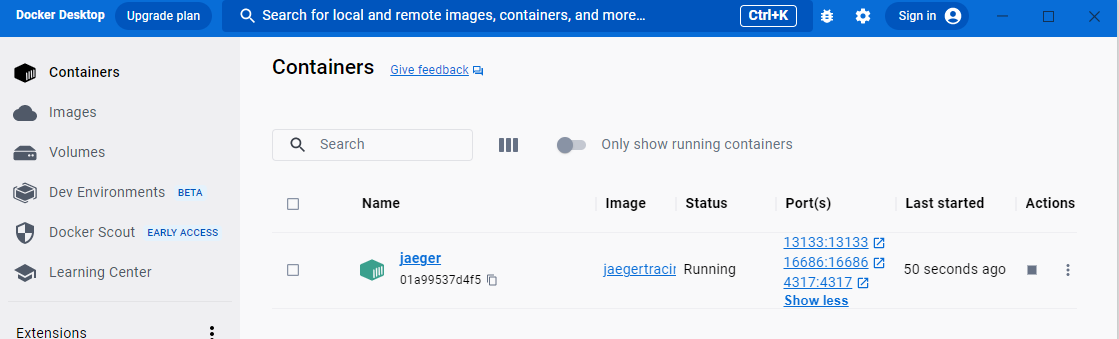 Docker Desktop Upgrade plan Search for local and remote images, containers, and more... Ctrl+K Sign in
Containers
Images
Volumes
Dev Environments BETA
Docker Scout EARLY ACCESS
Learning Center
Extensions
Containers Give feedback
Search Only show running containers
Name Image Status Port(s) Last started Actions
jaeger
01a99537d4f5
jaegertracin
Running
13133:13133
16686:16686
4317:4317
Show less
50 seconds ago